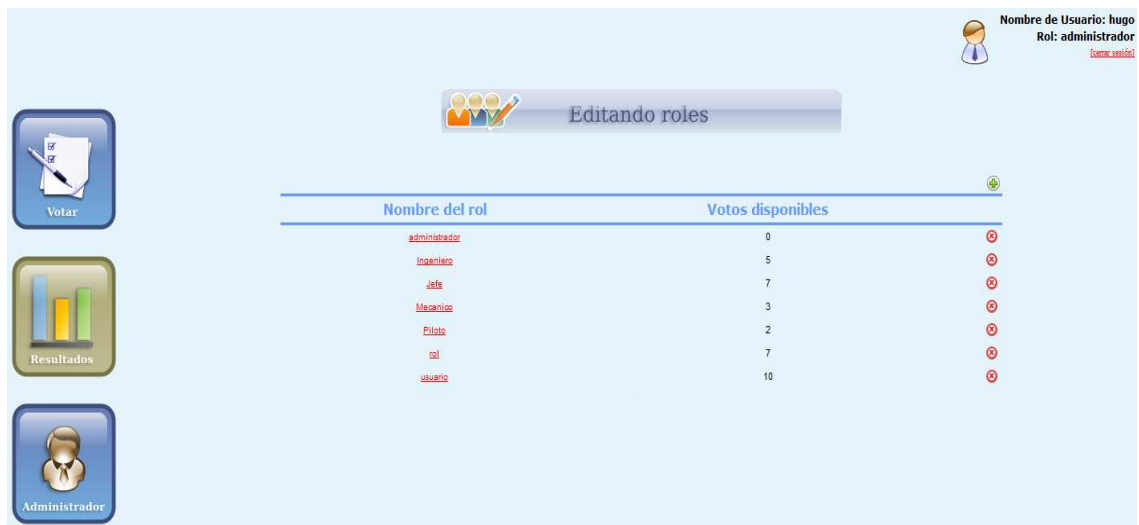 Nombre de Usuario: hugo
Rol: administrador
[cerrar sesión]
Editando roles
Votar
Resultados
Administrador
Nombre del rol Votos disponibles
administrador 0
Ingeniero 5
Jefe 7
Mecanico 3
Piloto 2
rol 7
usuario 10